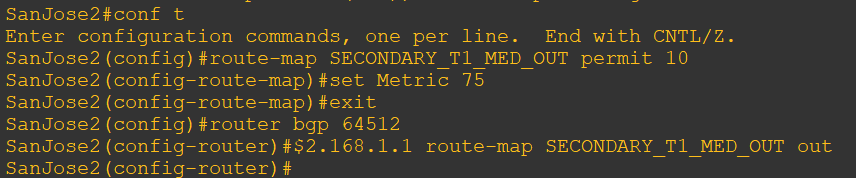 SanJose2#conf t
Enter configuration commands, one per line.  End with CNTL/Z.
SanJose2(config)#route-map SECONDARY_T1_MED_OUT permit 10
SanJose2(config-route-map)#set Metric 75
SanJose2(config-route-map)#exit
SanJose2(config)#router bgp 64512
SanJose2(config-router)#$2.168.1.1 route-map SECONDARY_T1_MED_OUT out
SanJose2(config-router)#